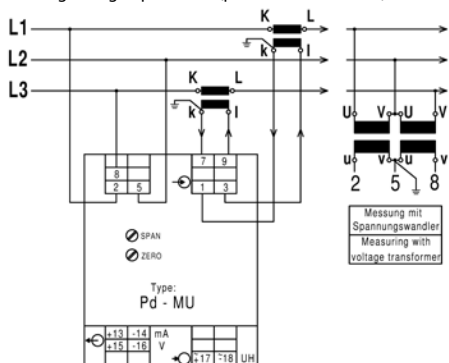 K L
L1
k l
L2
K L
L3
k l
U V U V
u v u v
2 5 8
7 9
8
2 5
1 3
Messung mit
Spannungswandler
Measuring with
voltage transformer
SPAN
ZERO
Type:
Pd - MU
+13 -14 mA
+15 -16 V
+17 -18 UH